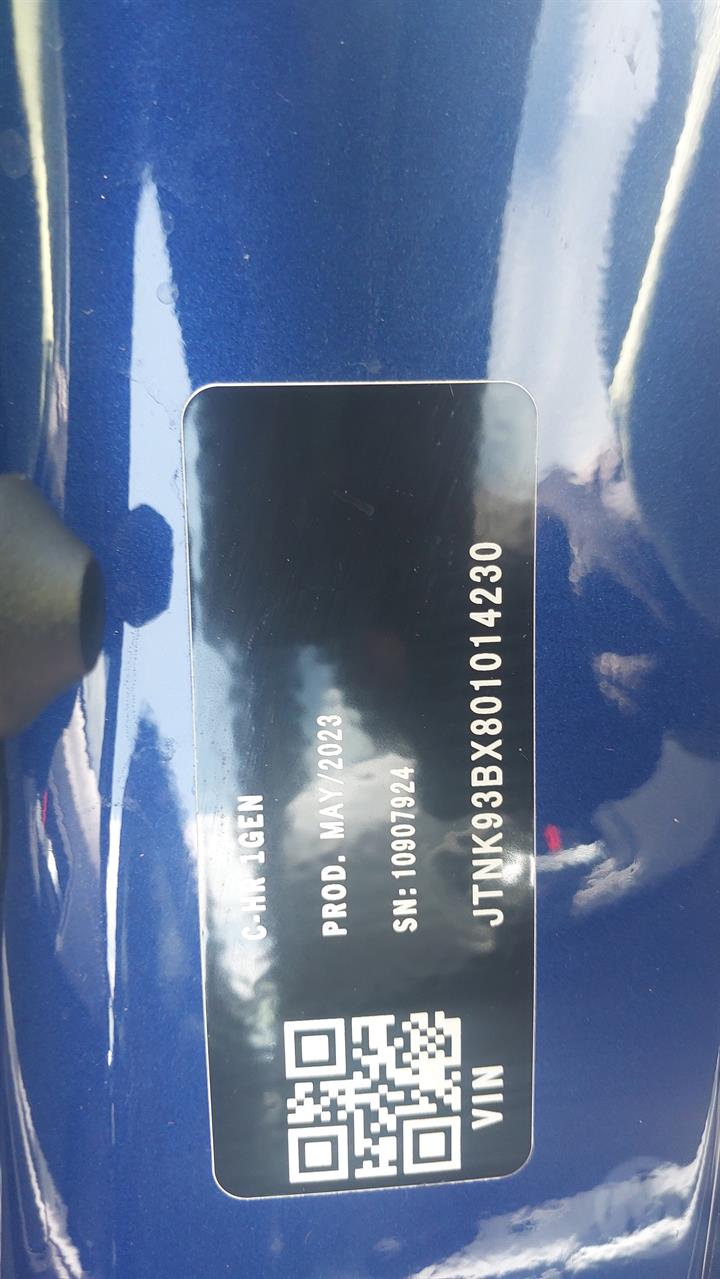 C-HR 1GEN
PROD. MAY/2023
SN:10907924
VIN JTNK93BX801014230